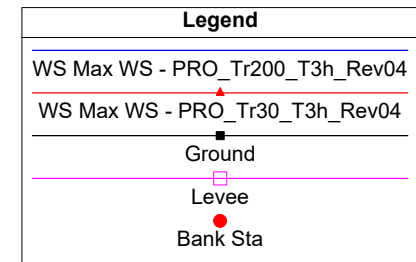 Legend
WS Max WS - PRO_Tr200_T3h_Rev04
WS Max WS - PRO_Tr30_T3h_Rev04
Ground
Levee
Bank Sta